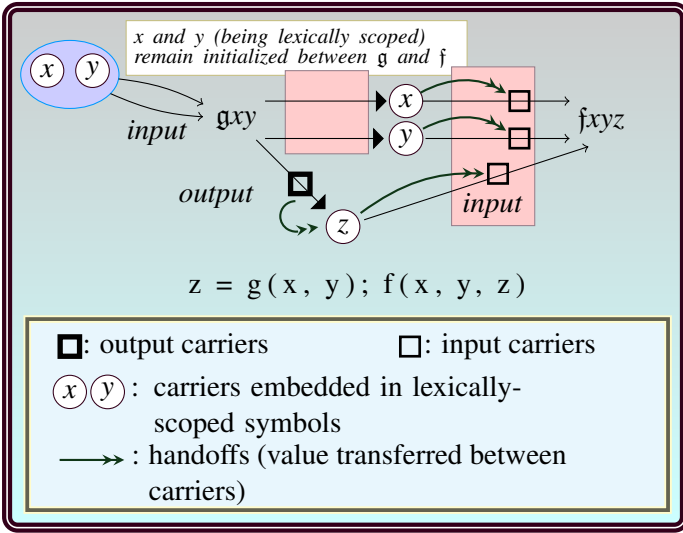 x and y (being lexically scoped)
remain initialized between 𝔤 and 𝔣
x y
input
𝔤xy
x
y
𝔣xyz
output
input
z
z = g(x, y); f(x, y, z)
: output carriers
: input carriers
x y : carriers embedded in lexically-
scoped symbols
: handoffs (value transferred between
carriers)